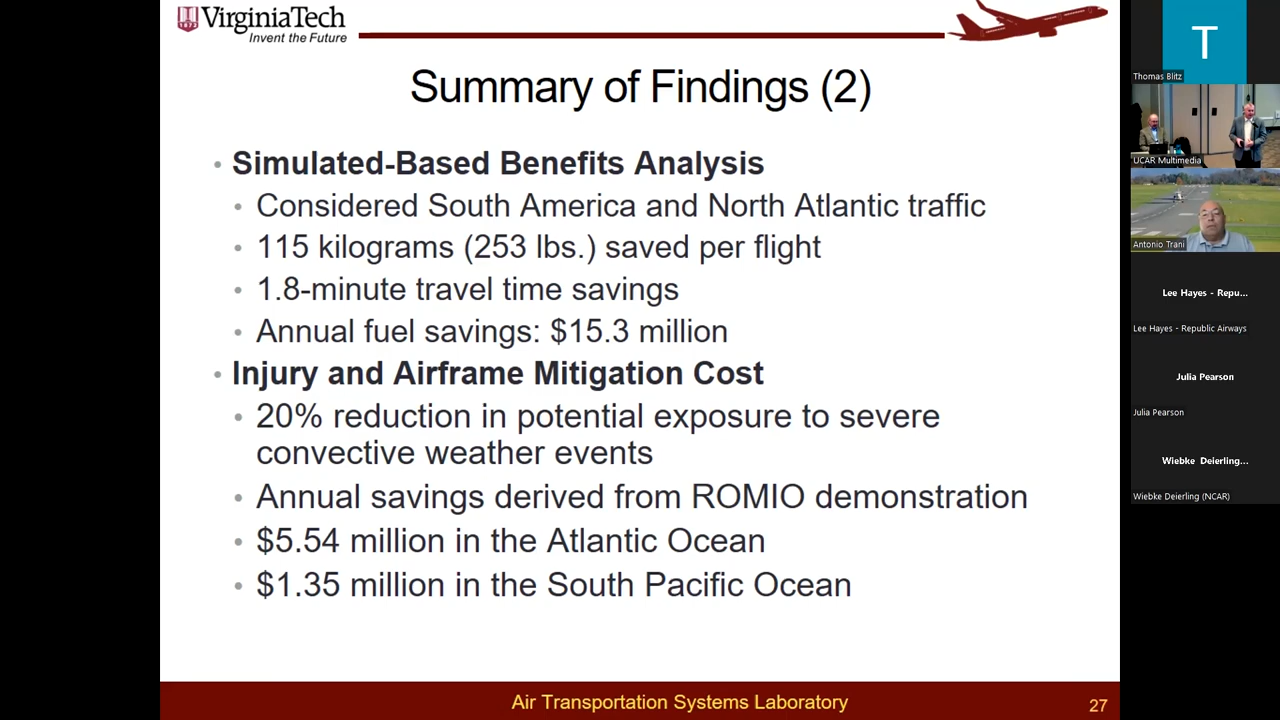 VirginiaTech
Invent the Future
Summary of Findings (2)
• Simulated-Based Benefits Analysis
• Considered South America and North Atlantic traffic
• 115 kilograms (253 lbs.) saved per flight
• 1.8-minute travel time savings
• Annual fuel savings: $15.3 million
• Injury and Airframe Mitigation Cost
• 20% reduction in potential exposure to severe
convective weather events
• Annual savings derived from ROMIO demonstration
• $5.54 million in the Atlantic Ocean
• $1.35 million in the South Pacific Ocean
Air Transportation Systems Laboratory
27
T
Thomas Blitz
UCAR Multimedia
Antonio Trani
Lee Hayes - Repu...
Lee Hayes - Republic Airways
Julia Pearson
Julia Pearson
Wiebke Deierling...
Wiebke Deierling (NCAR)